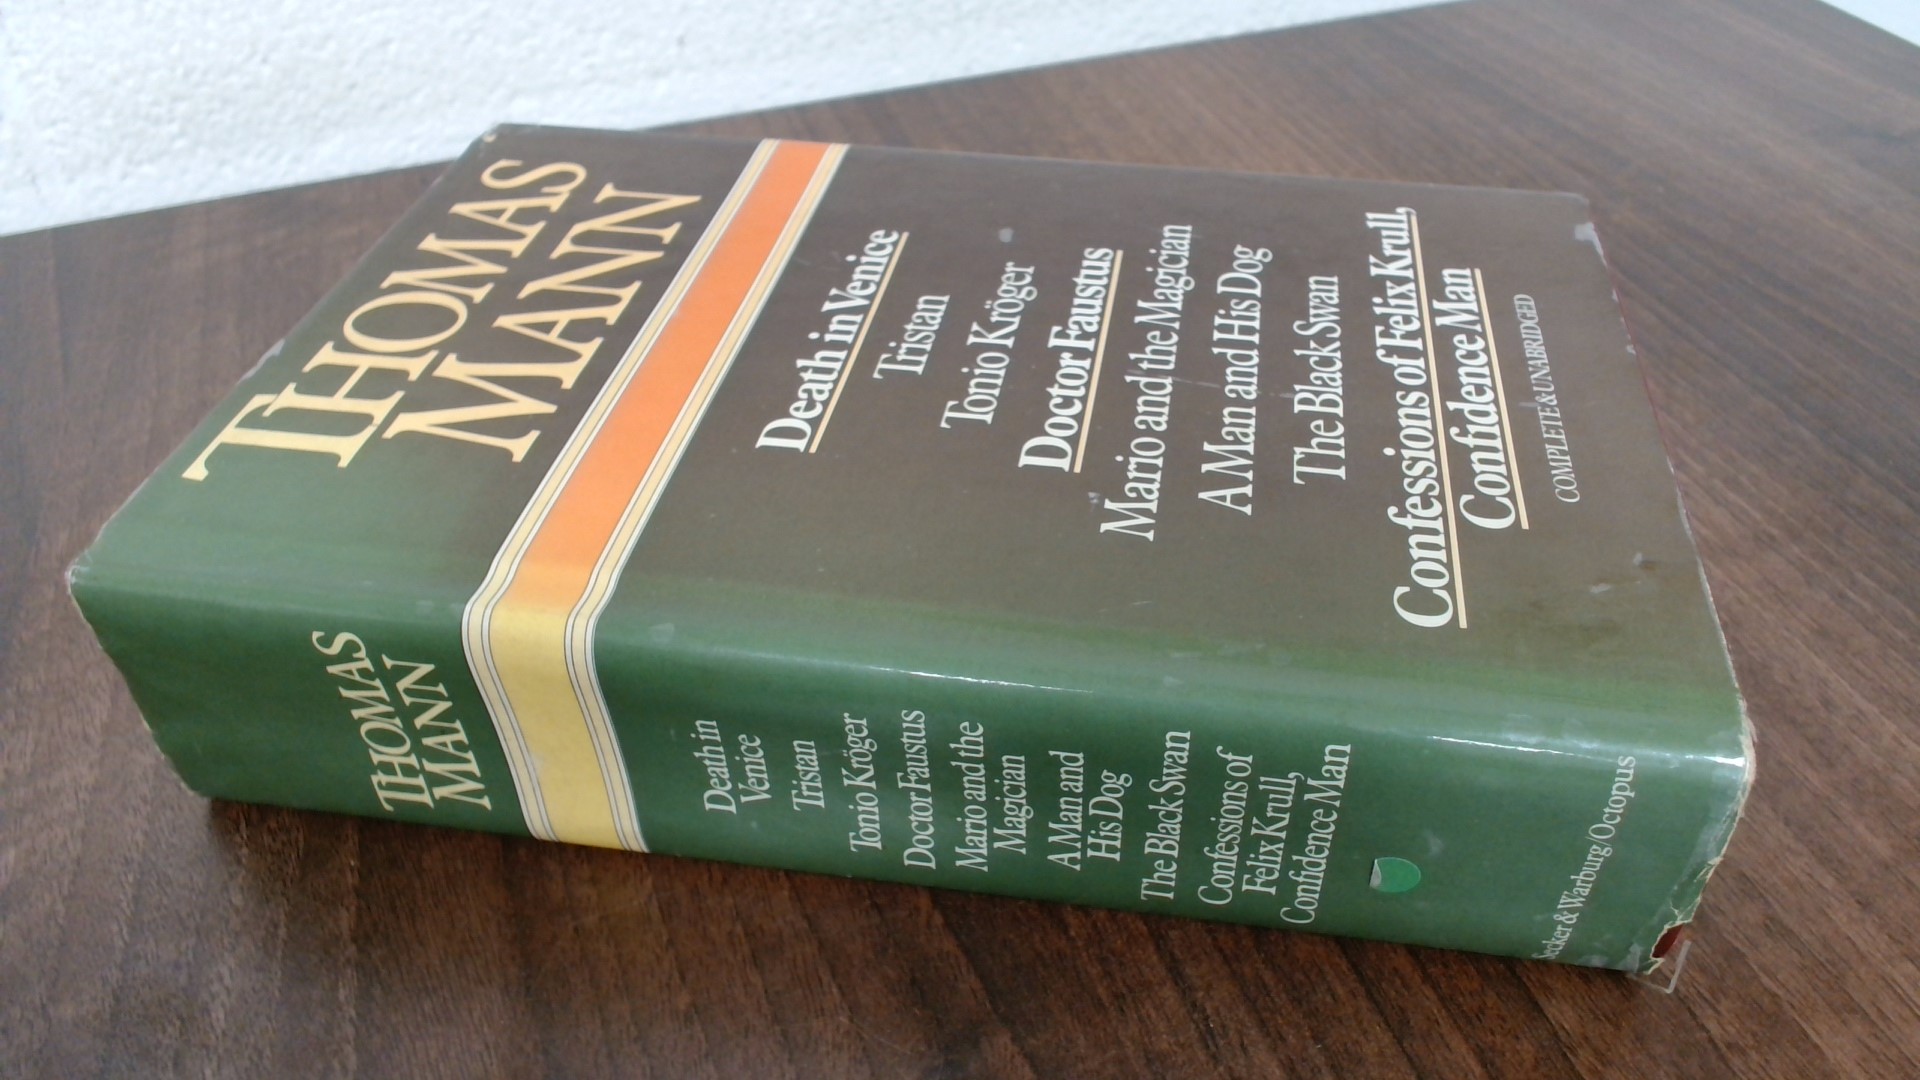 THOMAS
MANN
Death in Venice
Tristan
Tonio Kröger
Doctor Faustus
Mario and the Magician
A Man and His Dog
The Black Swan
Confessions of Felix Krull,
Confidence Man
COMPLETE & UNABRIDGED
THOMAS
MANN
Death in
Venice
Tristan
Tonio Kröger
Doctor Faustus
Mario and the
Magician
A Man and
His Dog
The Black Swan
Confessions of
Felix Krull,
Confidence Man
Secker & Warburg/Octopus